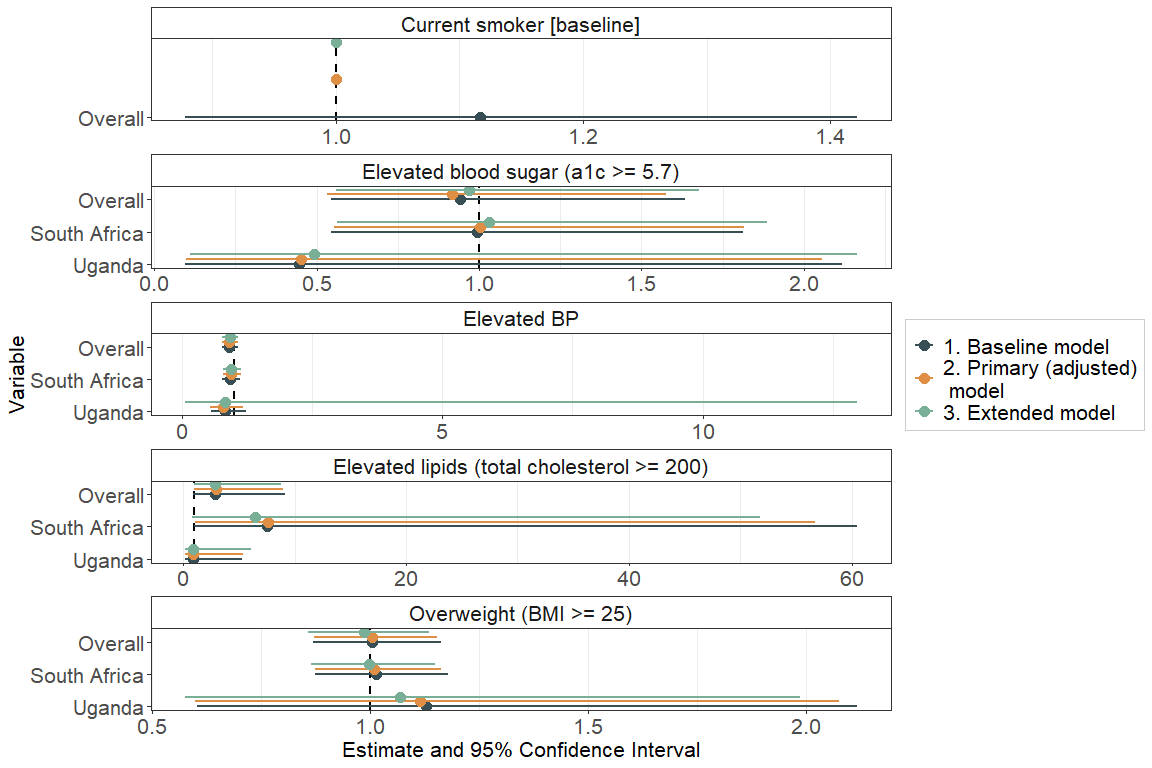 Current smoker [baseline]
Overall
1.0 1.2 1.4
Elevated blood sugar (a1c >= 5.7)
Overall
South Africa
Uganda
0.0 0.5 1.0 1.5 2.0
Elevated BP
Overall
South Africa
Uganda
0 5 10
Elevated lipids (total cholesterol >= 200)
Overall
South Africa
Uganda
0 20 40 60
Overweight (BMI >= 25)
Overall
South Africa
Uganda
0.5 1.0 1.5 2.0
Estimate and 95% Confidence Interval
Variable
1. Baseline model
2. Primary (adjusted)
model
3. Extended model